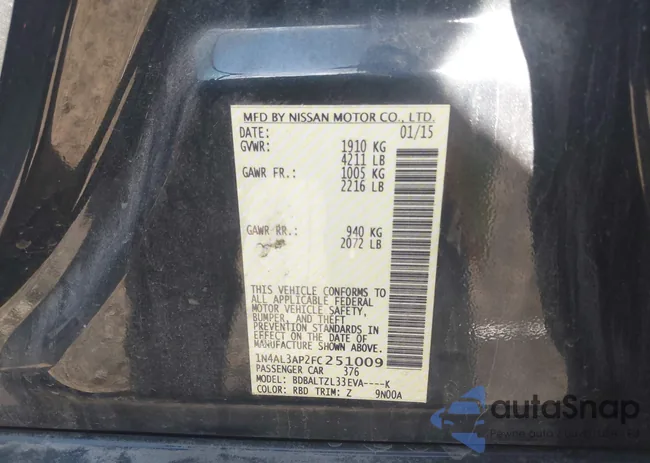 MFD BY NISSAN MOTOR CO., LTD.
DATE: 01/15
GVWR: 1910 KG
4211 LB
GAWR FR.: 1005 KG
2216 LB
GAWR RR.: 940 KG
2072 LB
THIS VEHICLE CONFORMS TO
ALL APPLICABLE FEDERAL
MOTOR VEHICLE SAFETY,
BUMPER, AND THEFT
PREVENTION STANDARDS IN
EFFECT ON THE DATE OF
MANUFACTURE SHOWN ABOVE.
1N4AL3AP2FC251009
PASSENGER CAR 376
MODEL: BDBALTZL33EVA----K
COLOR: RBD TRIM: Z 9N00A
autoSnap
Pewne auto z